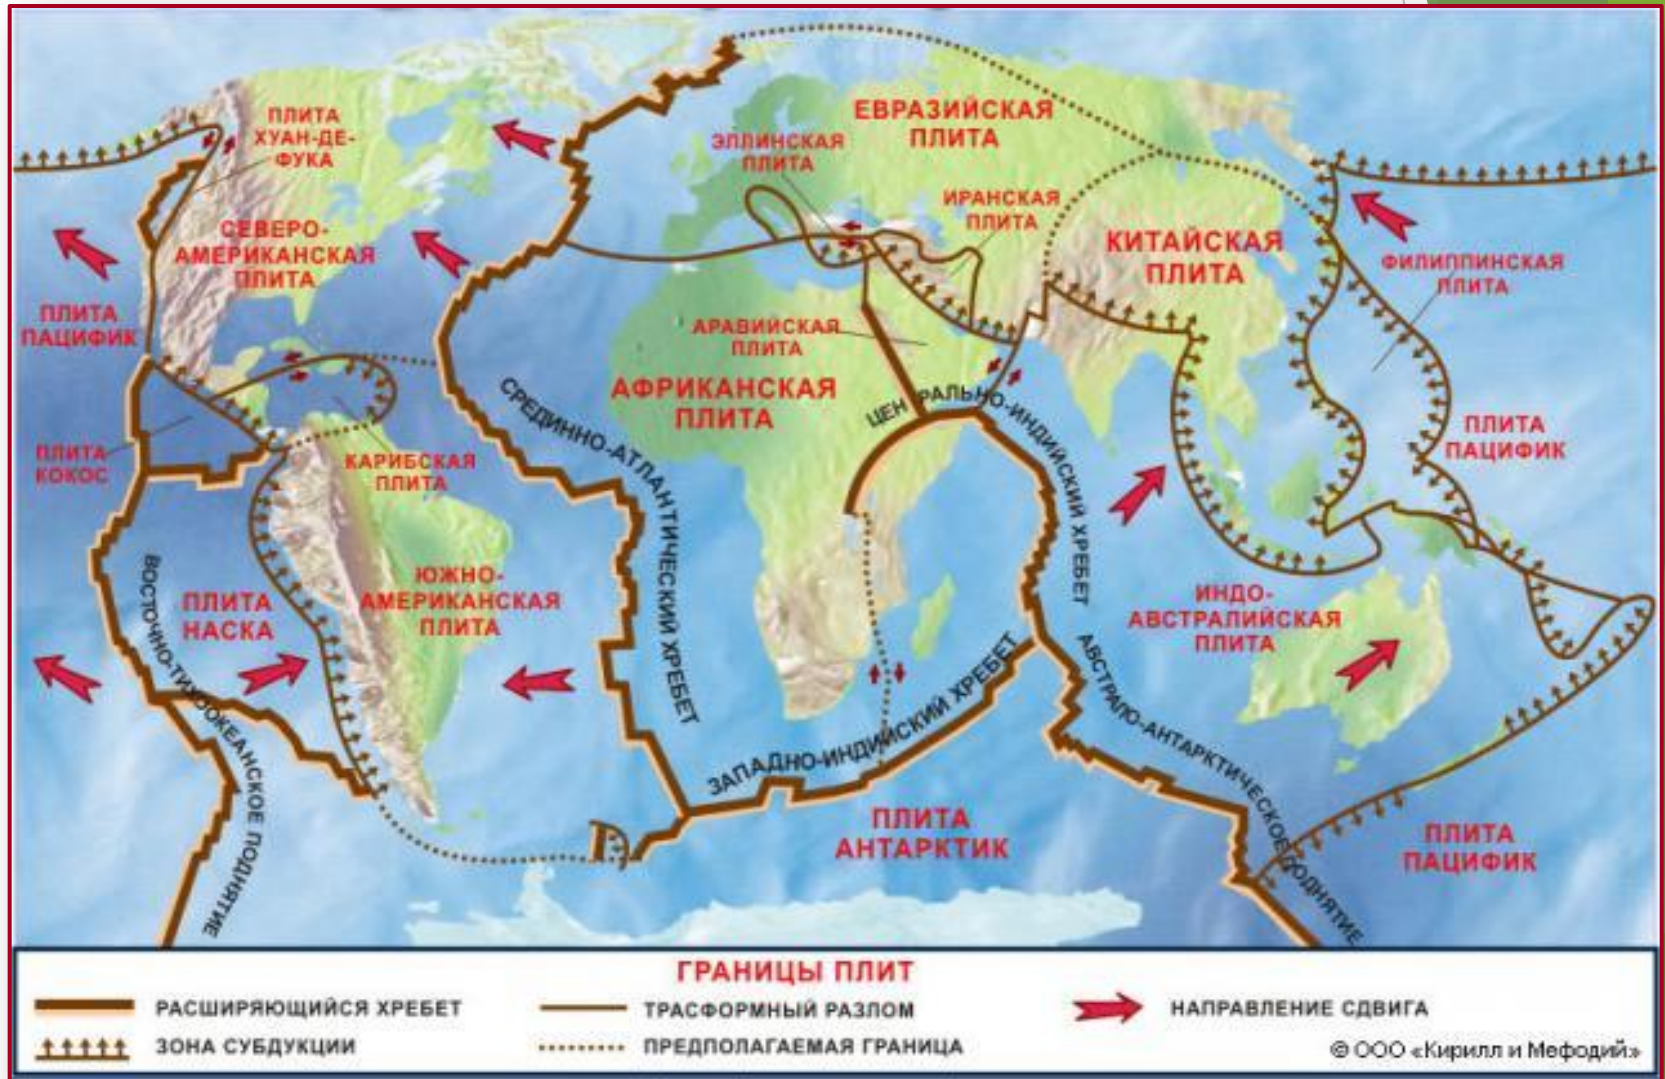 ПЛИТА
ХУАН-ДЕ-
ФУКА
ЕВРАЗИЙСКАЯ
ПЛИТА
ЭЛЛИНСКАЯ
ПЛИТА
ИРАНСКАЯ
ПЛИТА
СЕВЕРО-
АМЕРИКАНСКАЯ
ПЛИТА
КИТАЙСКАЯ
ПЛИТА
ФИЛИППИНСКАЯ
ПЛИТА
ПЛИТА
ПАЦИФИК
АРАВИЙСКАЯ
ПЛИТА
АФРИКАНСКАЯ
ПЛИТА
СРЕДИННО-АТЛАНТИЧЕСКИЙ ХРЕБЕТ
ЦЕН РАЛЬНО-ИНДИЙСКИЙ ХРЕБЕТ
ПЛИТА
ПАЦИФИК
ПЛИТА
КОКОС
КАРИБСКАЯ
ПЛИТА
ВОСТОЧНО-ТИХООКЕАНСКОЕ ПОДНЯТИЕ
ПЛИТА
НАСКА
ЮЖНО-
АМЕРИКАНСКАЯ
ПЛИТА
ИНДО-
АВСТРАЛИЙСКАЯ
ПЛИТА
ЗАПАДНО-ИНДИЙСКИЙ ХРЕБЕТ
АВСТРАЛО-АНТАРКТИЧЕСКОЕ ПОДНЯТИЕ
ПЛИТА
АНТАРКТИК
ПЛИТА
ПАЦИФИК
ГРАНИЦЫ ПЛИТ
РАСШИРЯЮЩИЙСЯ ХРЕБЕТ
ТРАСФОРМНЫЙ РАЗЛОМ
НАПРАВЛЕНИЕ СДВИГА
ЗОНА СУБДУКЦИИ
ПРЕДПОЛАГАЕМАЯ ГРАНИЦА
© ООО «Кирилл и Мефодий»